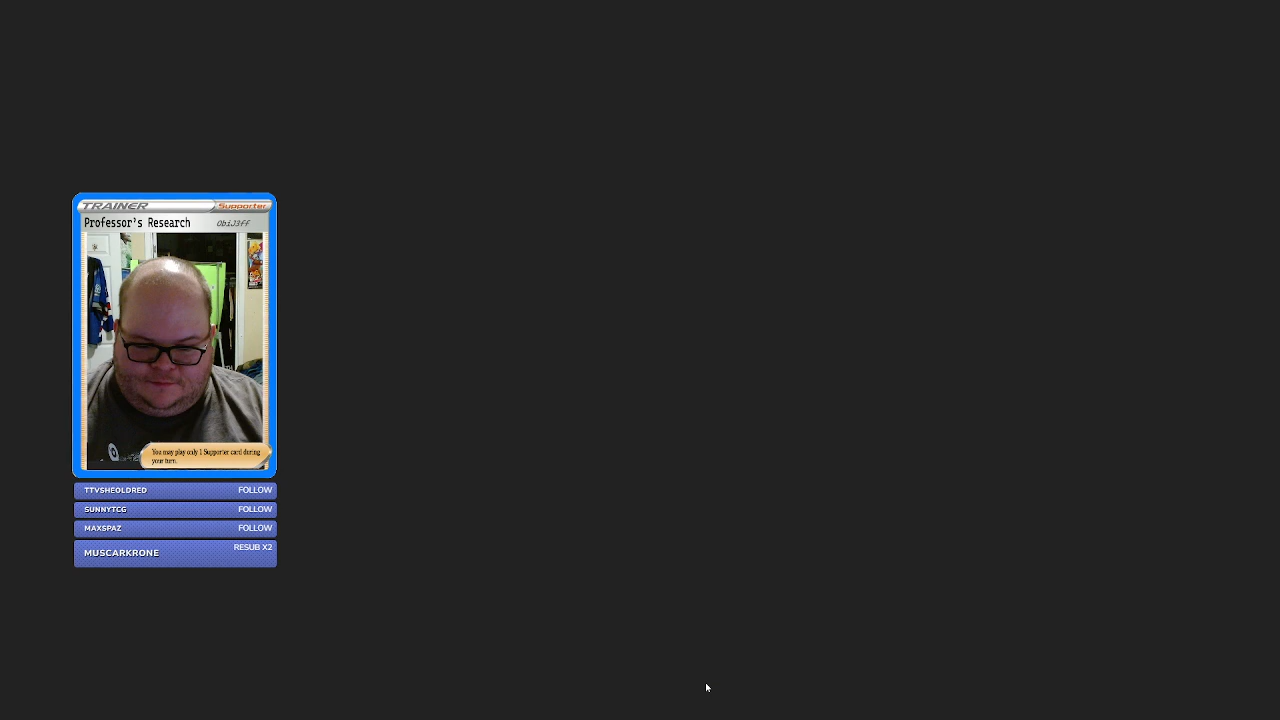 TRAINER Supporter
Professor's Research ObiJ3ff
You may play only 1 Supporter card during
your turn.
TTVSHEOLDRED FOLLOW
SUNNYTCG FOLLOW
MAXSPAZ FOLLOW
MUSCARKRONE RESUB X2